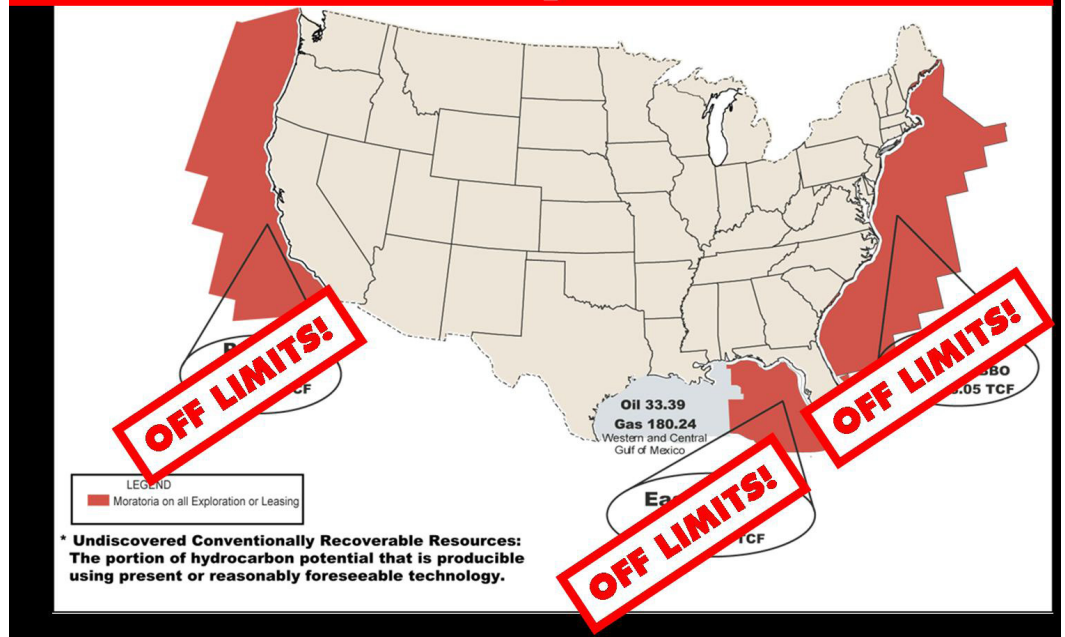 OFF LIMITS!
OFF LIMITS!
BBO
.05 TCF
Oil 33.39
Gas 180.24
Western and Central
Gulf of Mexico
OFF LIMITS!
TCF
LEGEND
Moratoria on all Exploration or Leasing
* Undiscovered Conventionally Recoverable Resources:
The portion of hydrocarbon potential that is producible
using present or reasonably foreseeable technology.